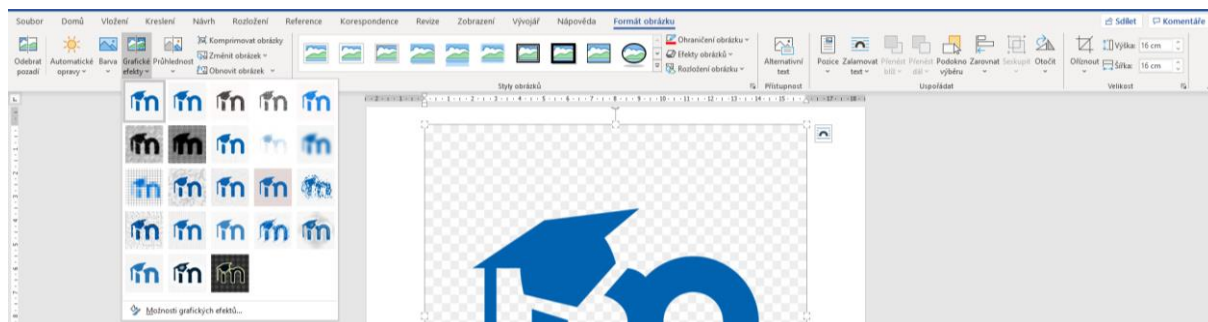 Soubor Domů Vložení Kreslení Návrh Rozložení Reference Korespondence Revize Zobrazení Vývojář Nápověda Formát obrázku Sdílet Komentáře
Odebrat pozadí
Automatické opravy
Barva
Grafické efekty
Průhlednost
Komprimovat obrázky
Změnit obrázek
Obnovit obrázek
Ohraničení obrázku
Efekty obrázků
Rozložení obrázku
Alternativní text
Pozice
Zalamovat text
Přenést blíž
Přenést dál
Podokno výběru
Zarovnat
Seskupit
Otočit
Oříznout
Výška: 16 cm
Šířka: 16 cm
Styly obrázků Přístupnost Uspořádat Velikost
Možnosti grafických efektů...